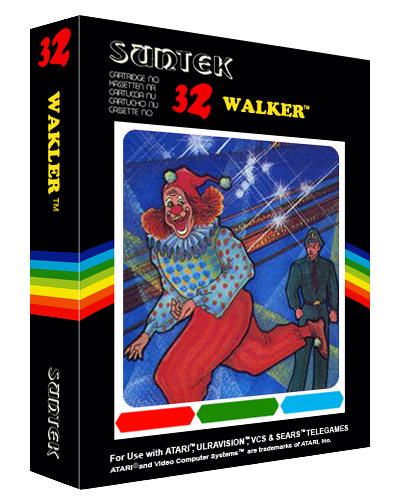 32
WAKLER™
SUNTEK
SUNTEK
CARTRIDGE NO
KASSETTEN NR
CARTUCCIA NU
CARTUCHO NU
CASSETTE NO
32 WALKER™
For Use with ATARI™, ULRAVISION™, VCS & SEARS™ TELEGAMES
ATARI® and Video Computer Systems™ are trademarks of ATARI, Inc.